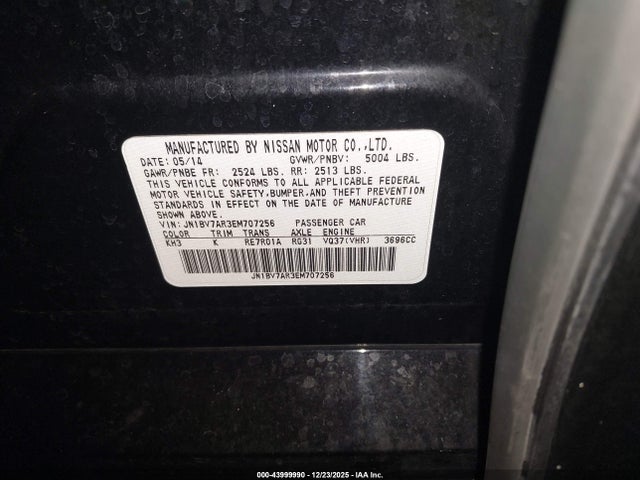 MANUFACTURED BY NISSAN MOTOR CO.,LTD.
DATE: 05/14 GVWR/PNBV: 5004 LBS.
GAWR/PNBE FR: 2524 LBS. RR: 2513 LBS.
THIS VEHICLE CONFORMS TO ALL APPLICABLE FEDERAL
MOTOR VEHICLE SAFETY,BUMPER,AND THEFT PREVENTION
STANDARDS IN EFFECT ON THE DATE OF MANUFACTURE
SHOWN ABOVE.
VIN: JN1BV7AR3EM707256 PASSENGER CAR
COLOR TRIM TRANS AXLE ENGINE
KH3 K RE7R01A RG31 VQ37(VHR) 3696CC
JN1BV7AR3EM707256
000-43999990 - 12/23/2025 - IAA Inc.